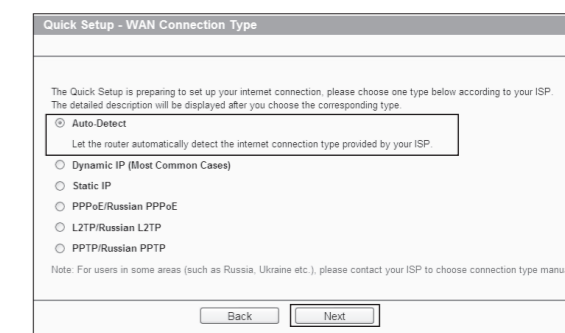 Quick Setup - WAN Connection Type
The Quick Setup is preparing to set up your internet connection, please choose one type below according to your ISP.
The detailed description will be displayed after you choose the corresponding type.
Auto-Detect
Let the router automatically detect the internet connection type provided by your ISP.
Dynamic IP (Most Common Cases)
Static IP
PPPoE/Russian PPPoE
L2TP/Russian L2TP
PPTP/Russian PPTP
Note: For users in some areas (such as Russia, Ukraine etc.), please contact your ISP to choose connection type manu
Back
Next